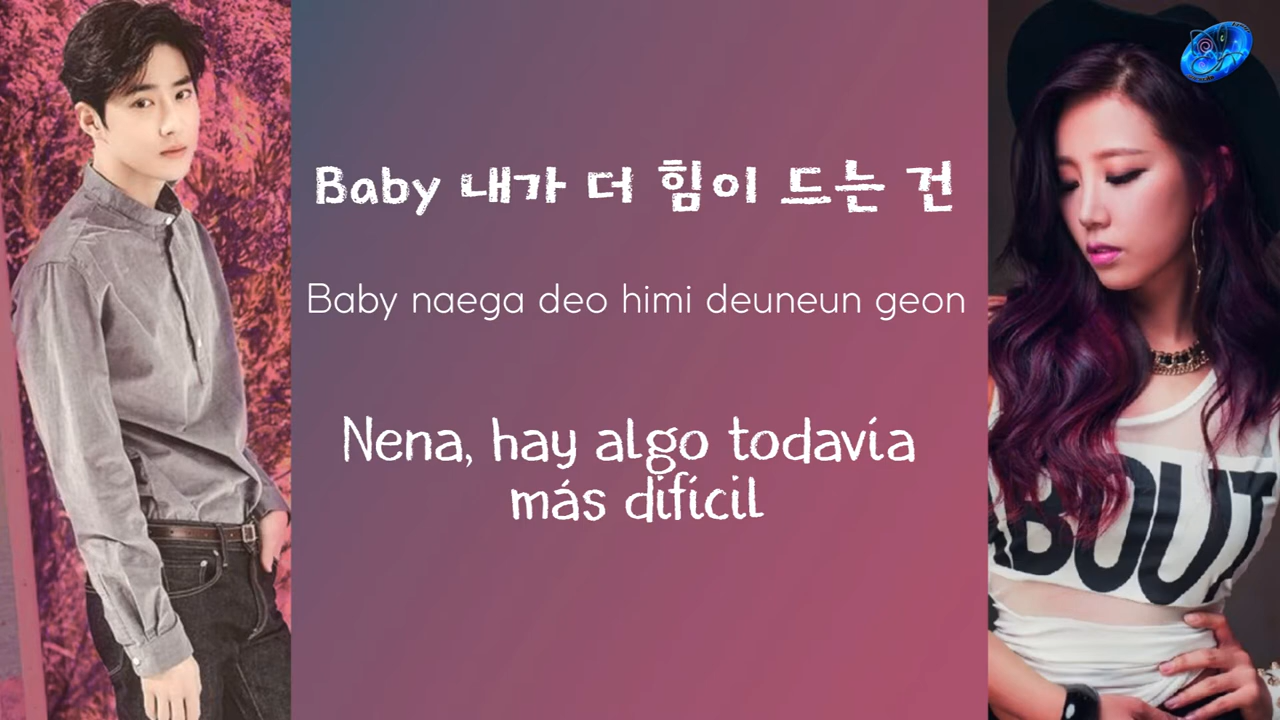 Baby 내가 더 힘이 드는 건
Baby naega deo himi deuneun geon
Nena, hay algo todavía
más difícil
ABOUT